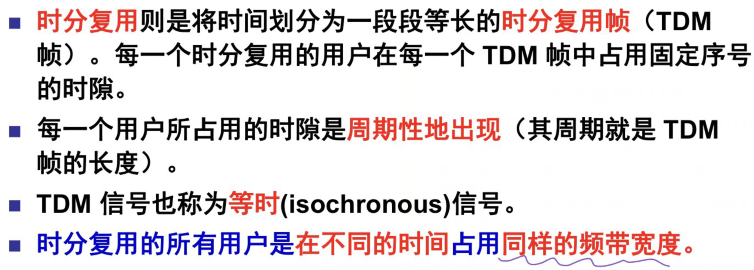 时分复用则是将时间划分为一段段等长的时分复用帧（TDM
帧）。每一个时分复用的用户在每一个 TDM 帧中占用固定序号
的时隙。
每一个用户所占用的时隙是周期性地出现（其周期就是 TDM
帧的长度）。
TDM 信号也称为等时(isochronous)信号。
时分复用的所有用户是在不同的时间占用同样的频带宽度。